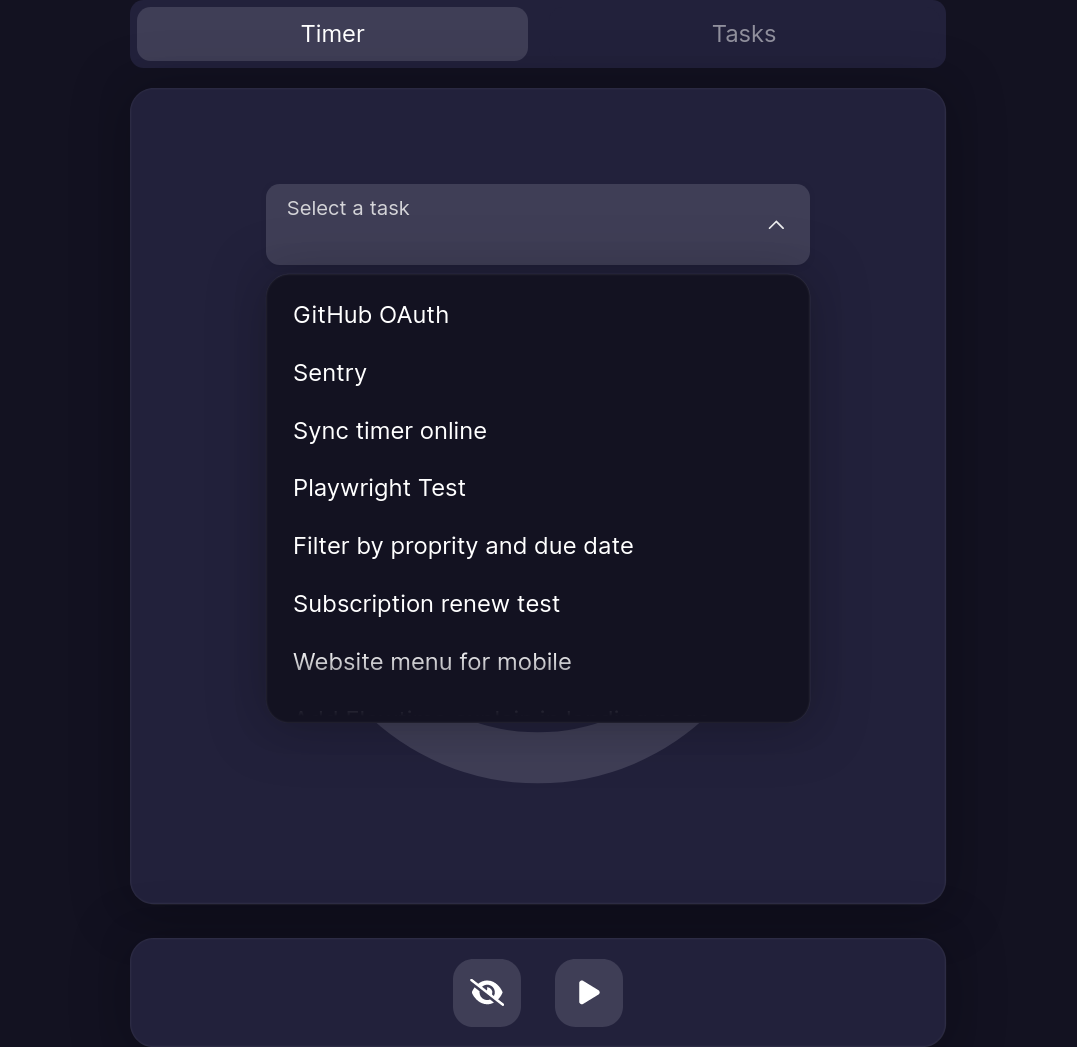 Timer
Tasks
Select a task
GitHub OAuth
Sentry
Sync timer online
Playwright Test
Filter by proprity and due date
Subscription renew test
Website menu for mobile